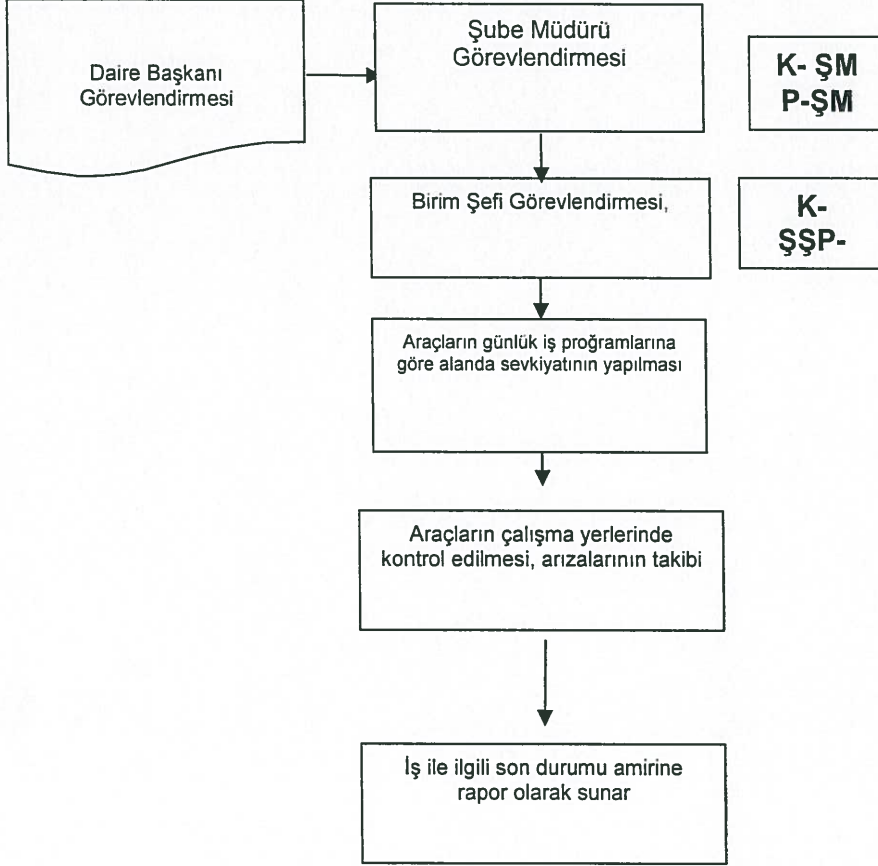 Daire Başkanı
Görevlendirmesi
Şube Müdürü
Görevlendirmesi
K- ŞM
P-ŞM
Birim Şefi Görevlendirmesi,
K-
ŞŞP-
Araçların günlük iş proğramlarına
göre alanda sevkiyatının yapılması
Araçların çalışma yerlerinde
kontrol edilmesi, arızalarının takibi
İş ile ilgili son durumu amirine
rapor olarak sunar